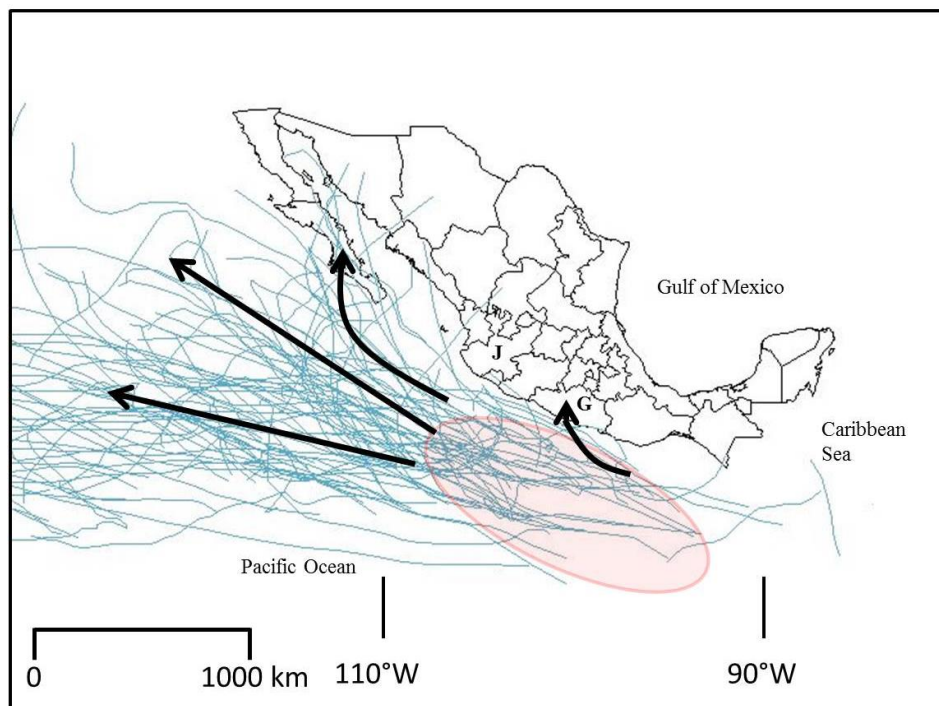 Gulf of Mexico
J
G
Caribbean
Sea
Pacific Ocean
0
1000 km
110°W
90°W